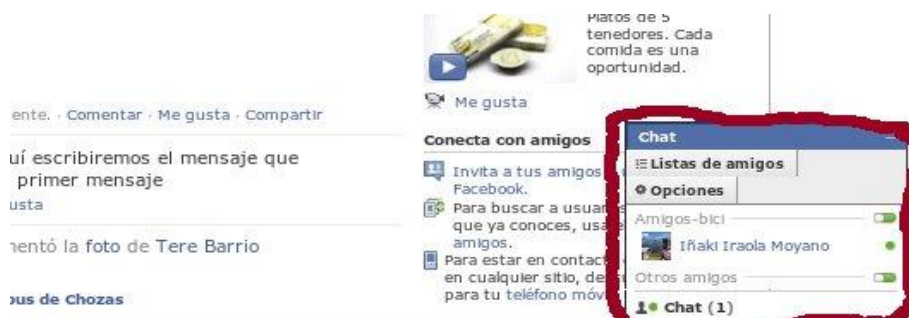 ente. · Comentar · Me gusta · Compartir
uí escribiremos el mensaje que
primer mensaje
usta
nentó la foto de Tere Barrio
ous de Chozas
Platos de 5
tenedores. Cada
comida es una
oportunidad.
Me gusta
Conecta con amigos
Invita a tus amigos
Facebook.
Para buscar a usuar
que ya conoces, usa
amigos.
Para estar en contact
en cualquier sitio, de
para tu teléfono móv
Chat
Listas de amigos
Opciones
Amigos-bici
Iñaki Iraola Moyano
Otros amigos
Chat (1)